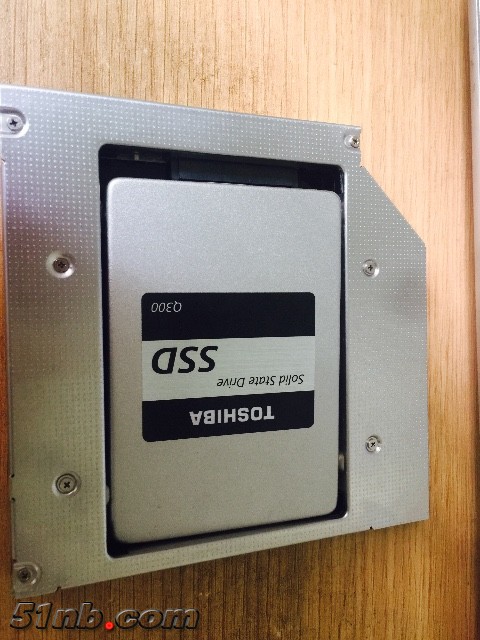 TOSHIBA
Solid State Drive
SSD
Q300
51nb.com